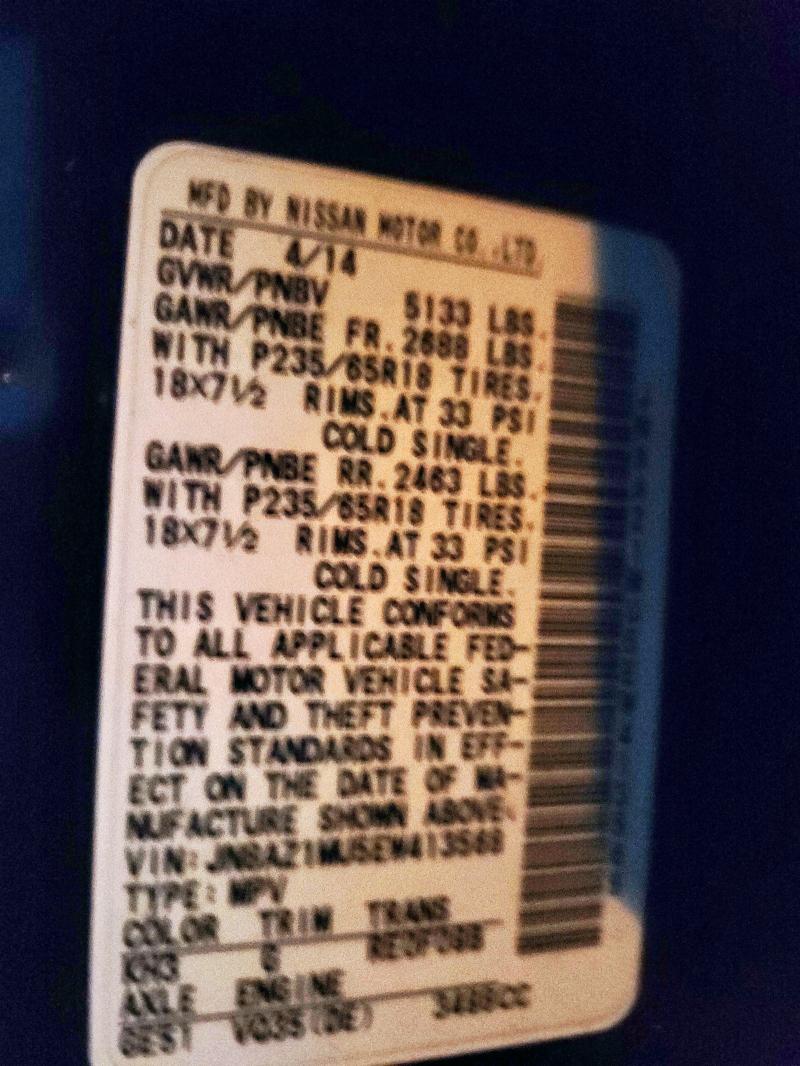 MFD BY NISSAN MOTOR CO.,LTD.
DATE 4/14
GVWR/PNBV 5133 LBS.
GAWR/PNBE FR. 2688 LBS.
WITH P235/65R18 TIRES.
18X7½ RIMS.AT 33 PSI
COLD SINGLE.
GAWR/PNBE RR. 2463 LBS.
WITH P235/65R18 TIRES.
18X7½ RIMS.AT 33 PSI
COLD SINGLE.
THIS VEHICLE CONFORMS
TO ALL APPLICABLE FED-
ERAL MOTOR VEHICLE SA-
FETY AND THEFT PREVEN-
TION STANDARDS IN EFF-
ECT ON THE DATE OF MA-
NUFACTURE SHOWN ABOVE.
VIN:
TYPE: MPV
COLOR TRIM TRANS
KH3 G
AXLE ENGINE
VQ35(DE) 3498CC